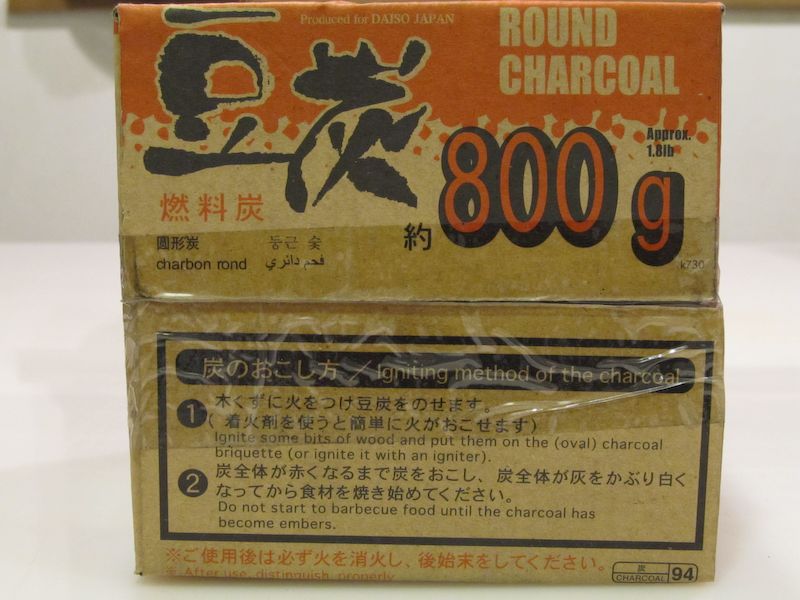 Produced for DAISO JAPAN
豆炭
ROUND
CHARCOAL
Approx.
1.8lb
燃料炭
約800g
圓形炭 둥근 숯
charbon rond فحم دائري
k730
炭のおこし方 / Igniting method of the charcoal
1 木くずに火をつけ豆炭をのせます。
(着火剤を使うと簡単に火がおこせます)
Ignite some bits of wood and put them on the (oval) charcoal
briquette (or ignite it with an igniter).
2 炭全体が赤くなるまで炭をおこし、炭全体が灰をかぶり白く
なってから食材を焼き始めてください。
Do not start to barbecue food until the charcoal has
become embers.
※ご使用後は必ず火を消火し、後始末をしてください。
※ After use, distinguish properly.
炭
CHARCOAL 94